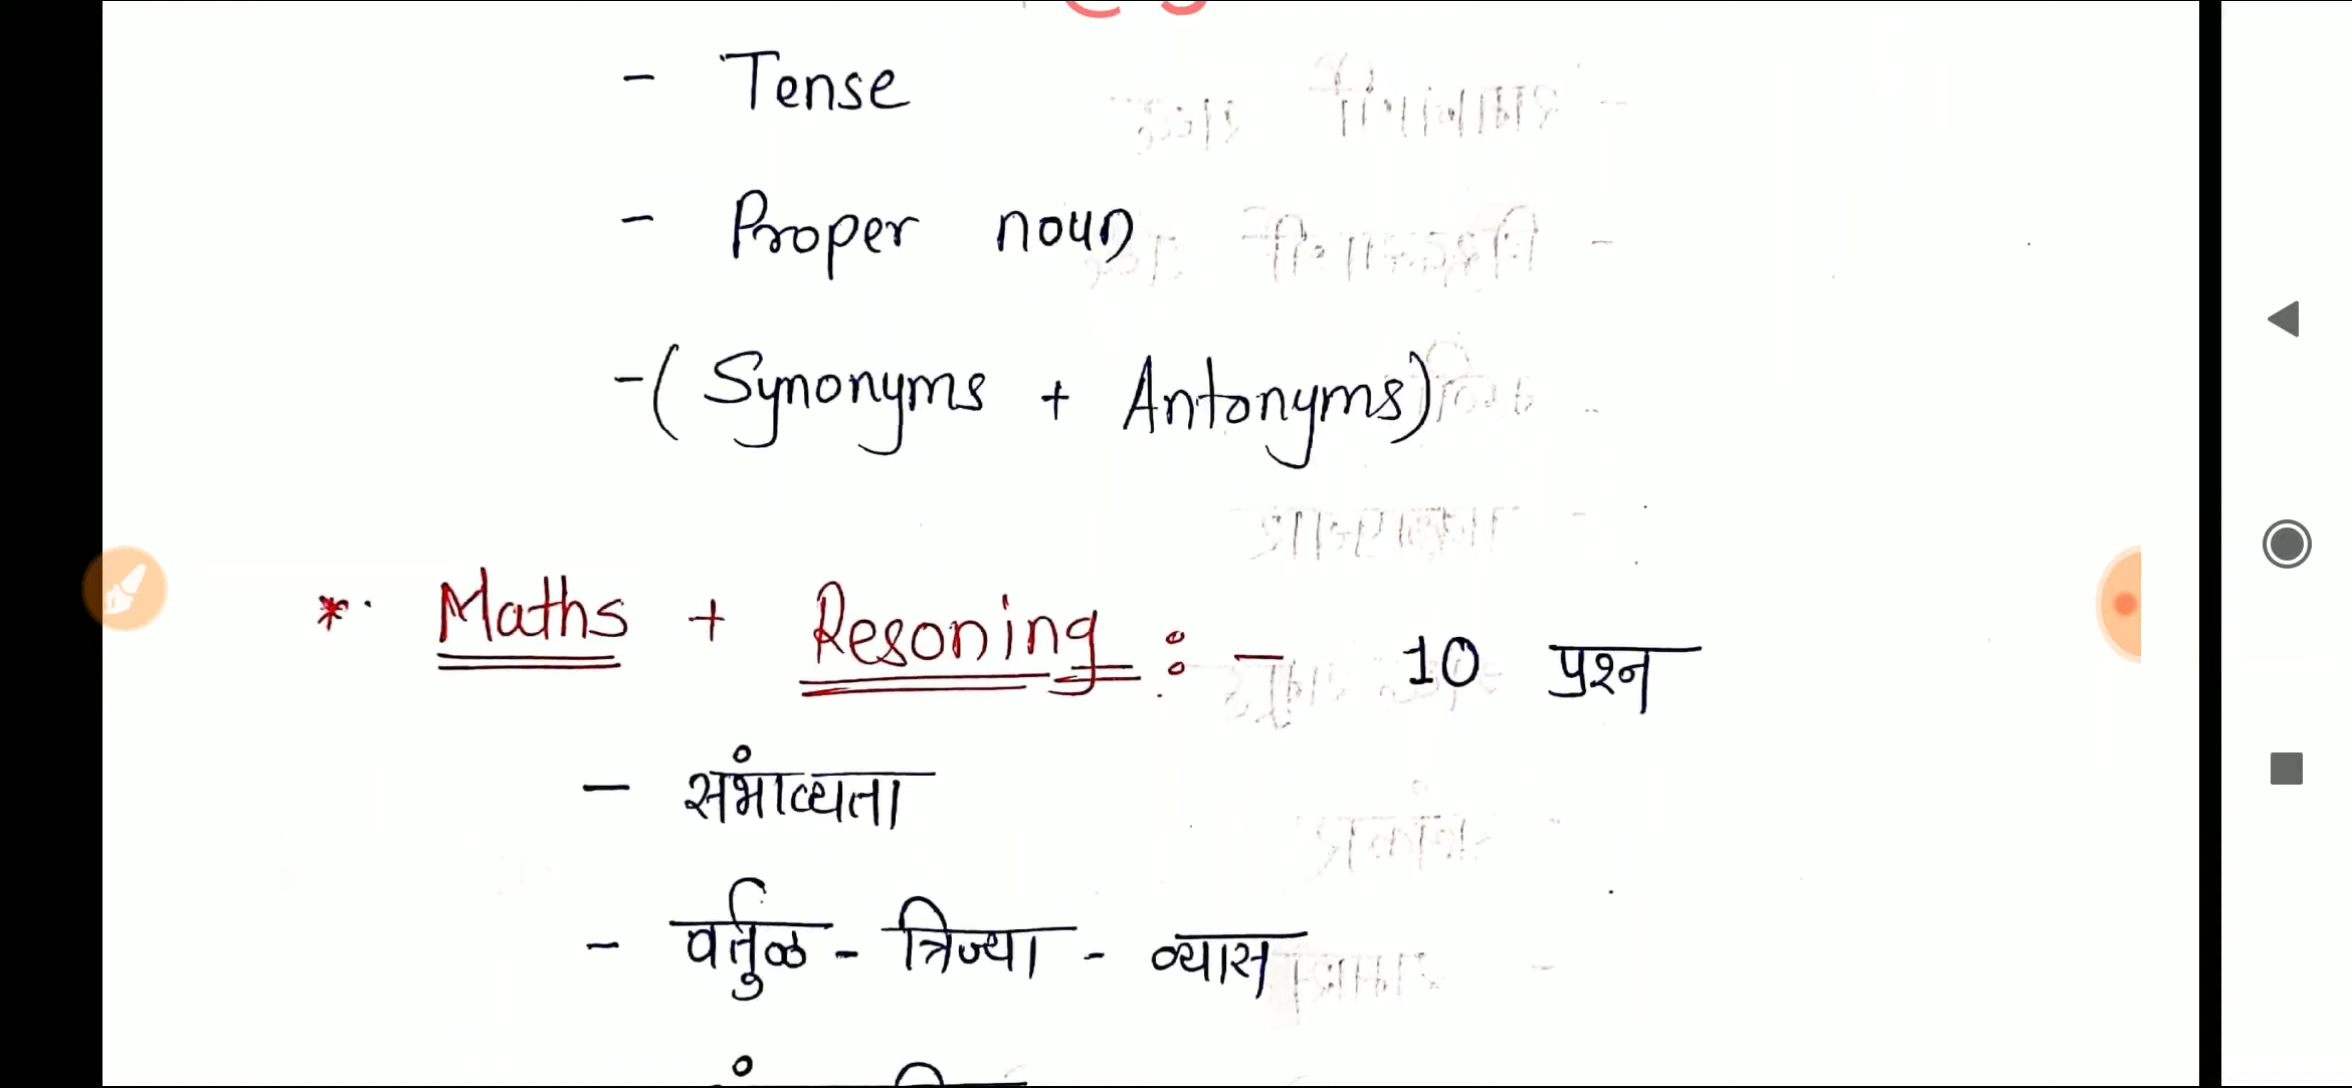 - Tense
- Proper noun
- ( Synonyms + Antonyms )
* Maths + Resoning : - 10 प्रश्न
- संभाव्यता
- वर्तुळ - त्रिज्या - व्यास